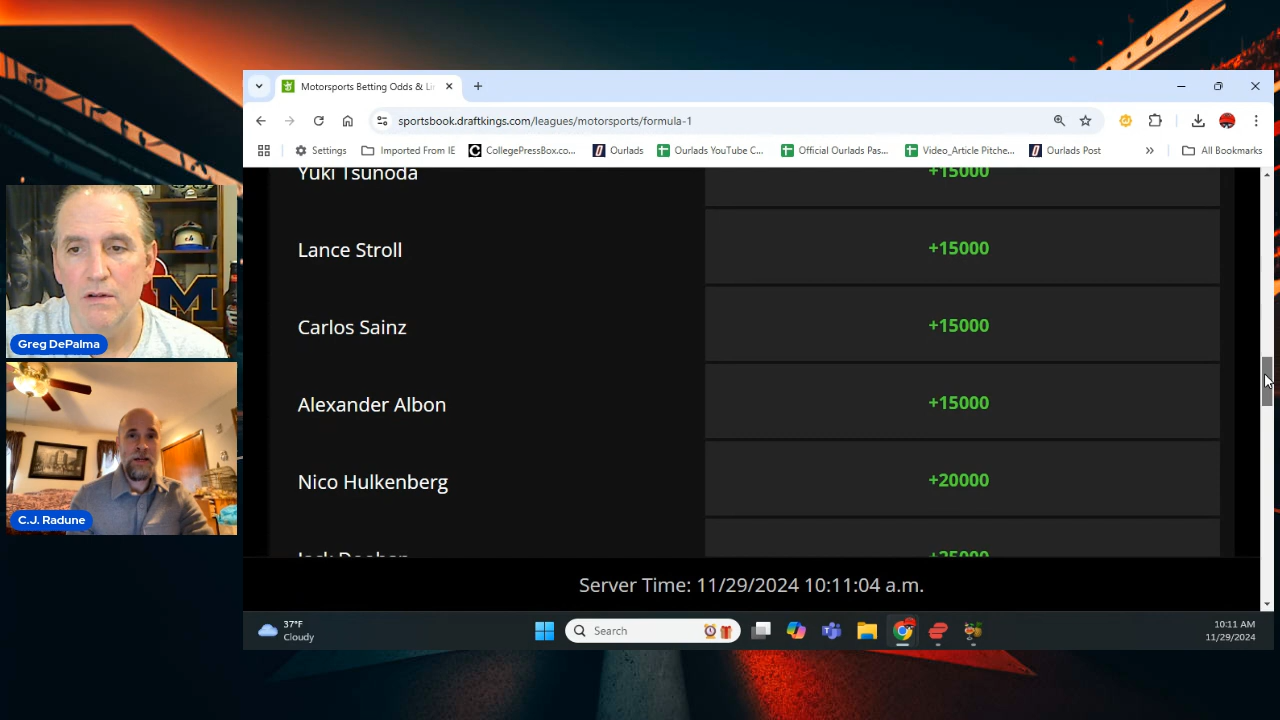 Motorsports Betting Odds & Li
sportsbook.draftkings.com/leagues/motorsports/formula-1
Settings
Imported From IE
CollegePressBox.co...
Ourlads
Ourlads YouTube C...
Official Ourlads Pas...
Video_Article Pitche...
Ourlads Post
All Bookmarks
Yuki Tsunoda +15000
Lance Stroll +15000
Carlos Sainz +15000
Alexander Albon +15000
Nico Hulkenberg +20000
Jack Doohan +25000
Server Time: 11/29/2024 10:11:04 a.m.
Greg DePalma
C.J. Radune
37°F
Cloudy
Search
10:11 AM
11/29/2024